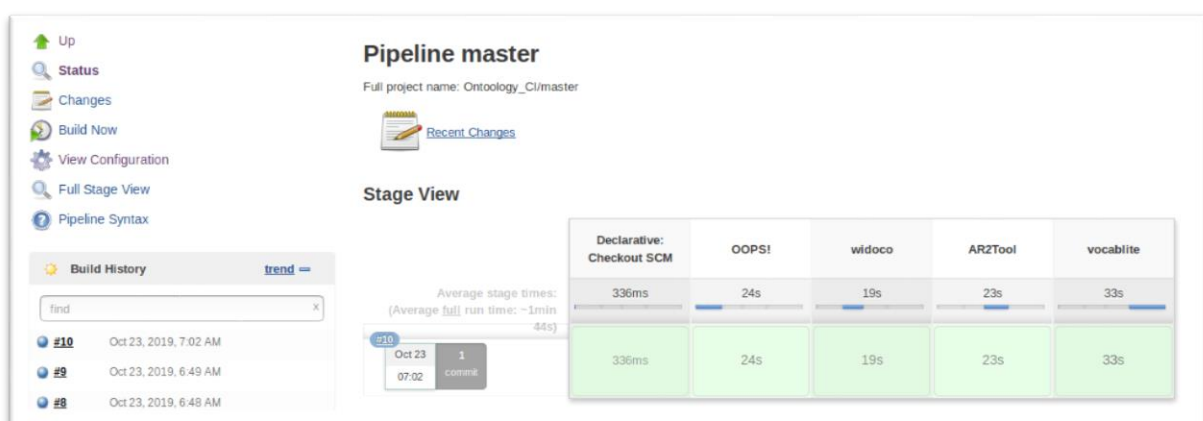 Up
Status
Changes
Build Now
View Configuration
Full Stage View
Pipeline Syntax
Build History trend
find x
#10 Oct 23, 2019, 7:02 AM
#9 Oct 23, 2019, 6:49 AM
#8 Oct 23, 2019, 6:48 AM
Pipeline master
Full project name: Ontoology_CI/master
Recent Changes
Stage View
Declarative:
Checkout SCM
OOPS!
widoco
AR2Tool
vocablite
Average stage times:
(Average full run time: ~1min
44s)
336ms 24s 19s 23s 33s
#10
Oct 23
07:02
1
commit
336ms 24s 19s 23s 33s